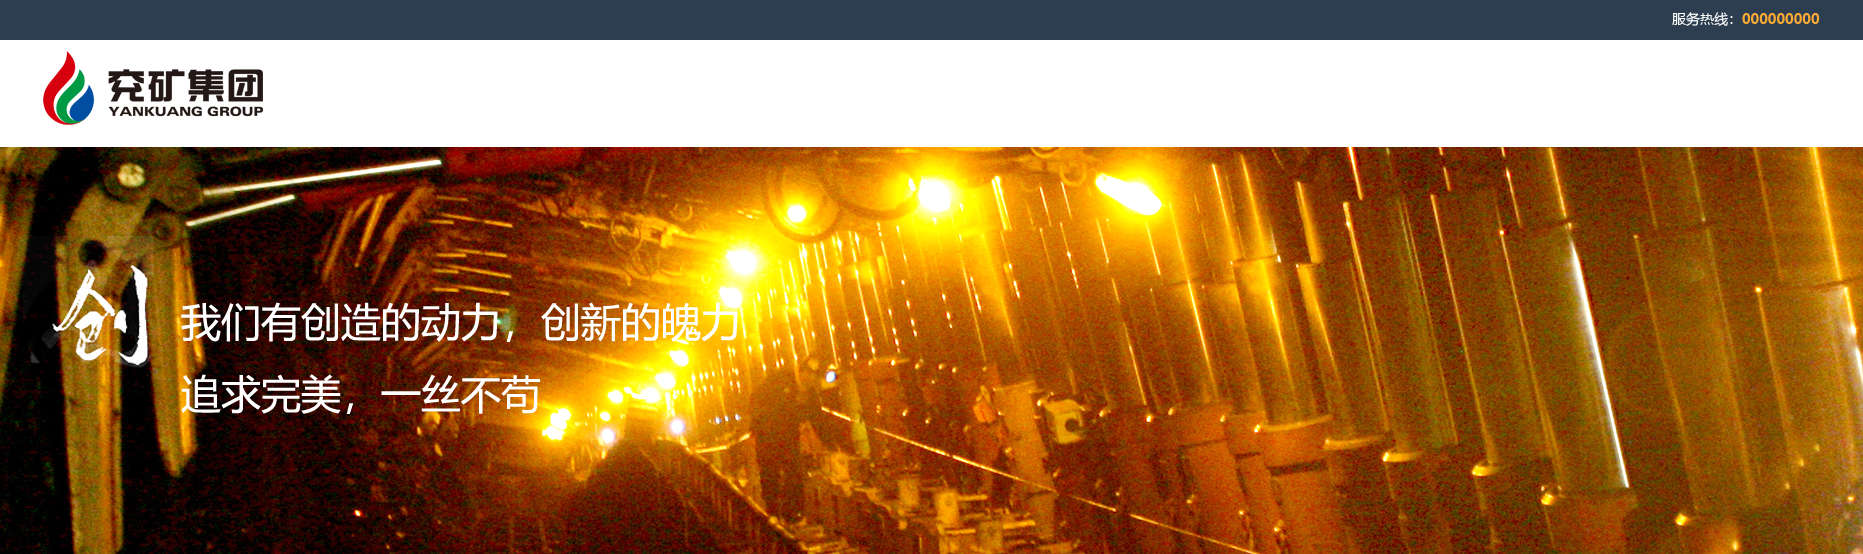 服务热线：000000000
兖矿集团
YANKUANG GROUP
创
我们有创造的动力，创新的魄力
追求完美，一丝不苟